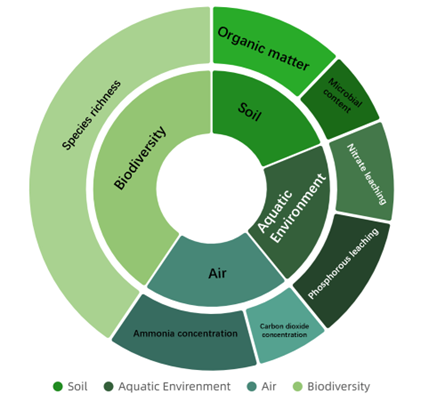 Organic matter
Microbial
content
Species richness
Soil
Biodiversity
Nitrate leaching
Aquatic
Environment
Phosphorous leaching
Air
Ammonia concentration
Carbon dioxide
concentration
Soil
Aquatic Envirenment
Air
Biodiversity